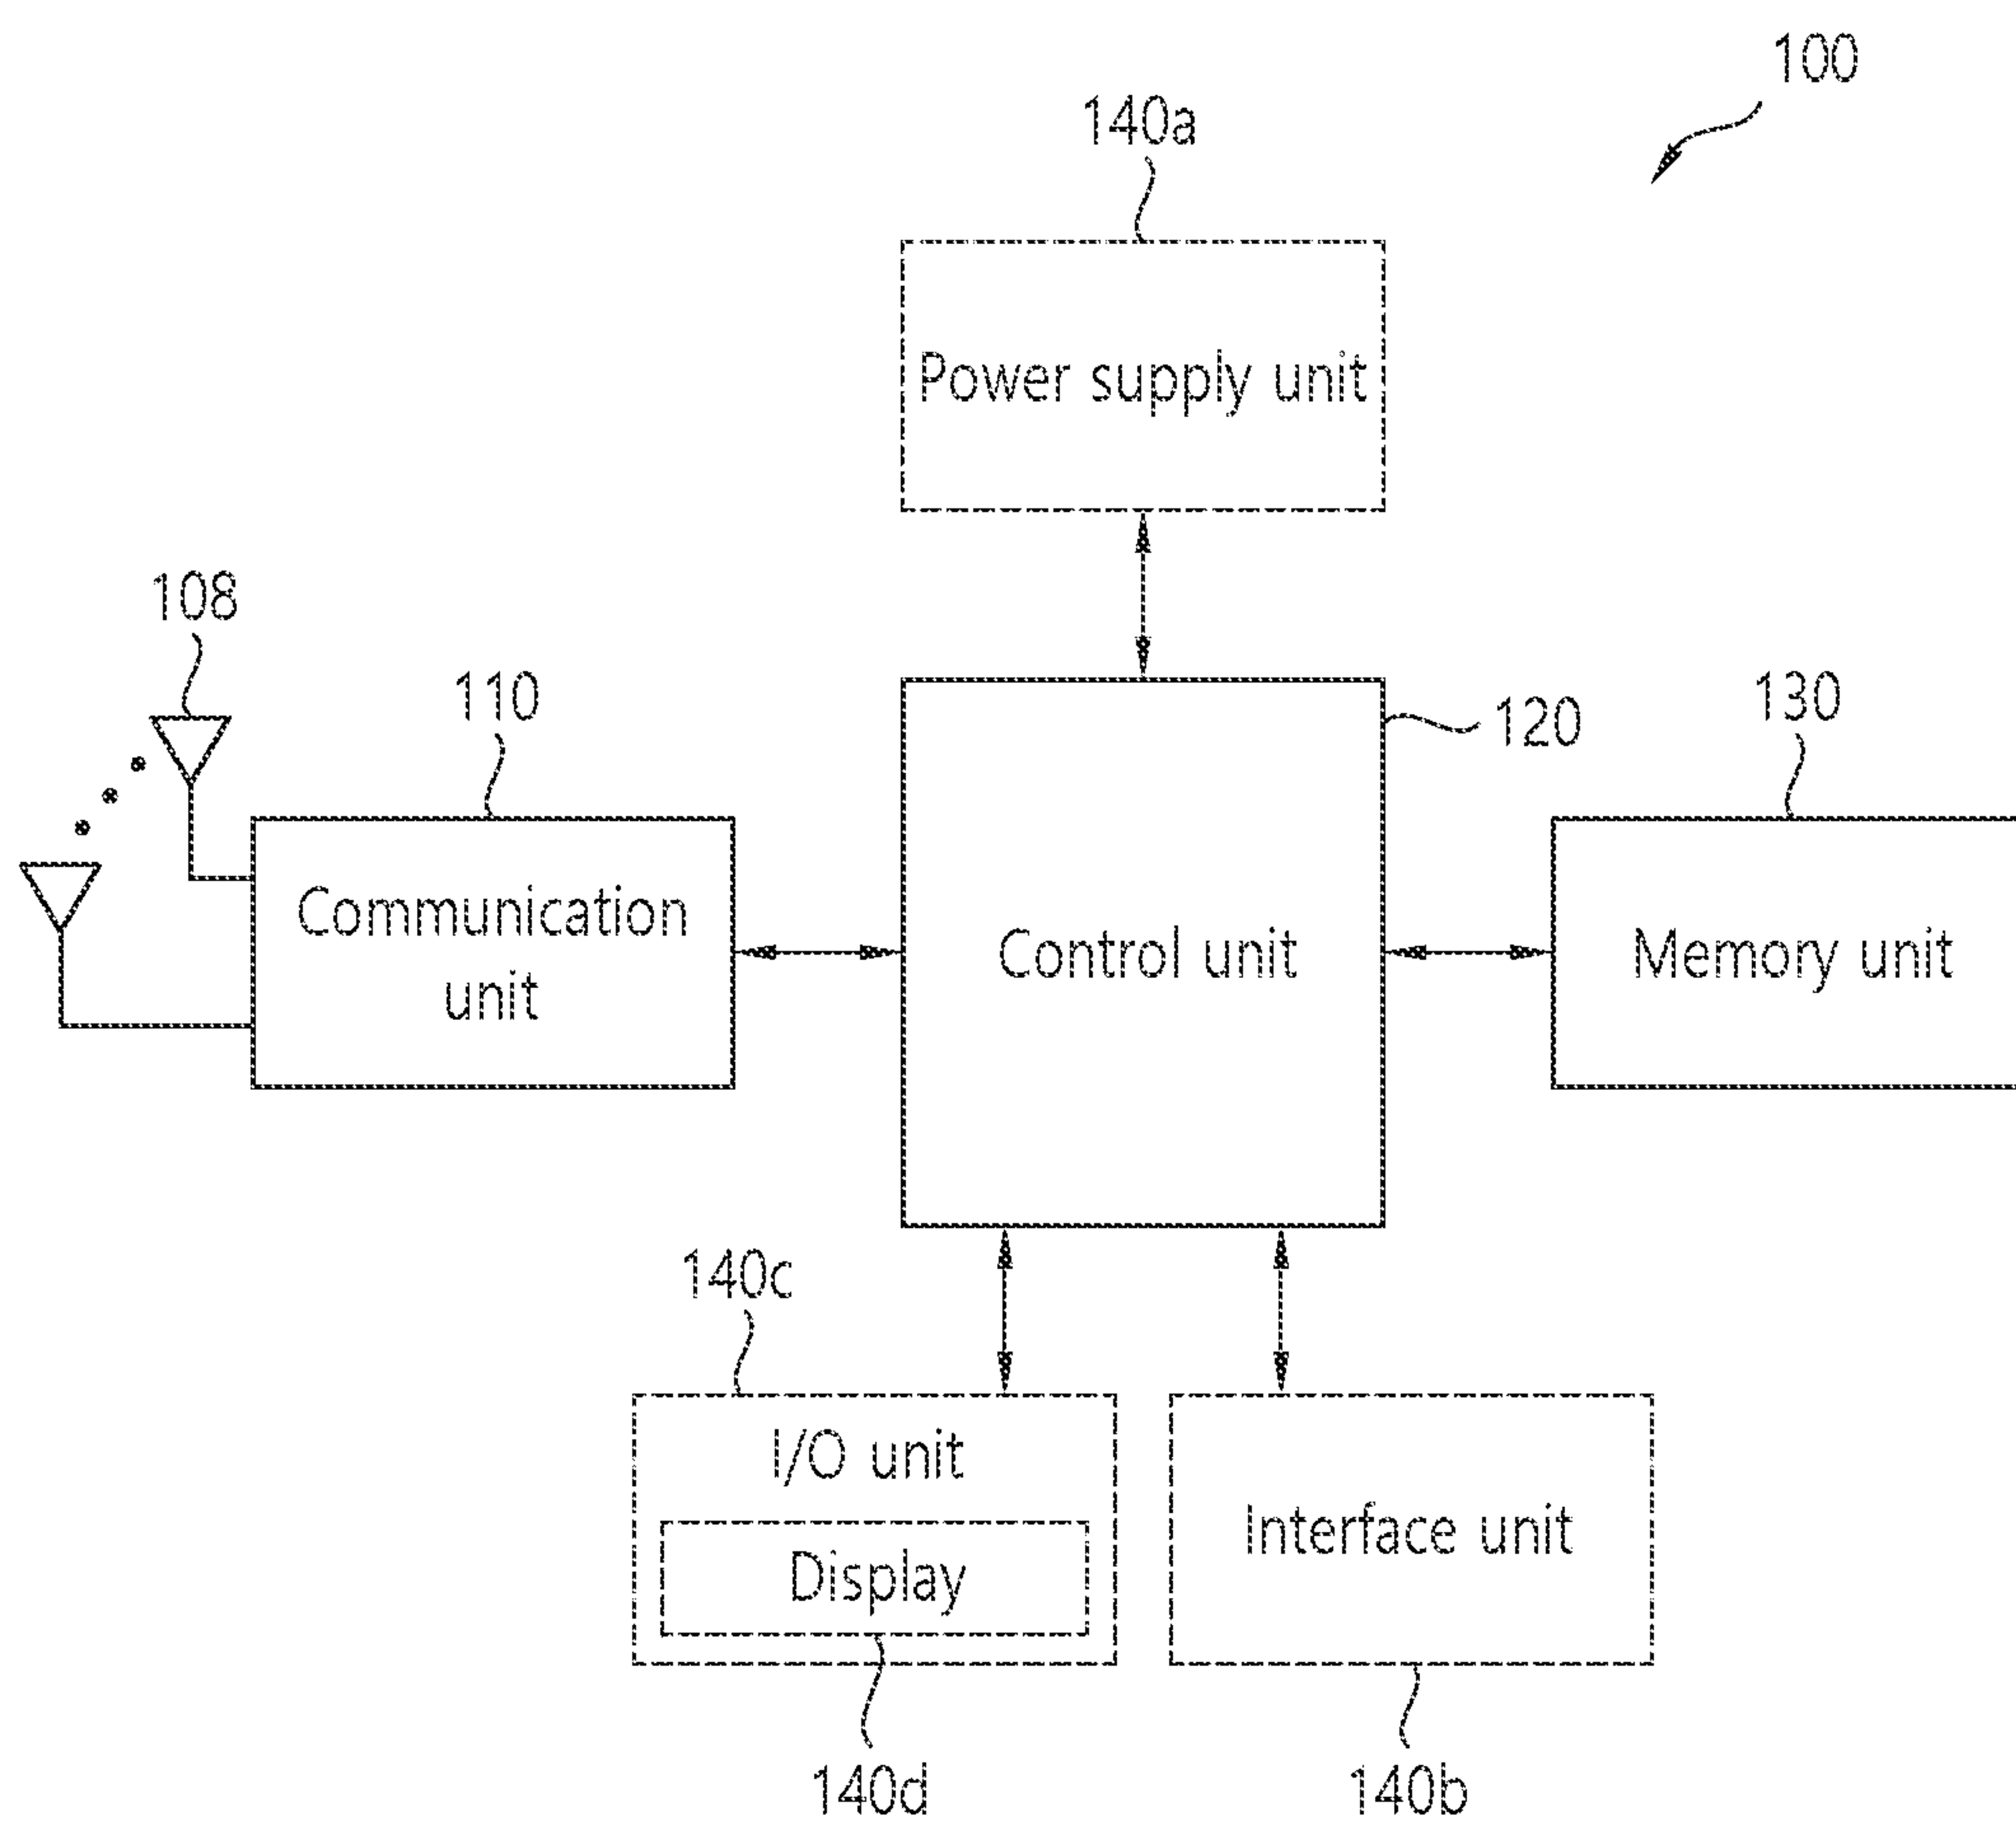 100
140a
Power supply unit
108
110
120
130
Communication
unit
Control unit
Memory unit
140c
I/O unit
Display
Interface unit
140d
140b